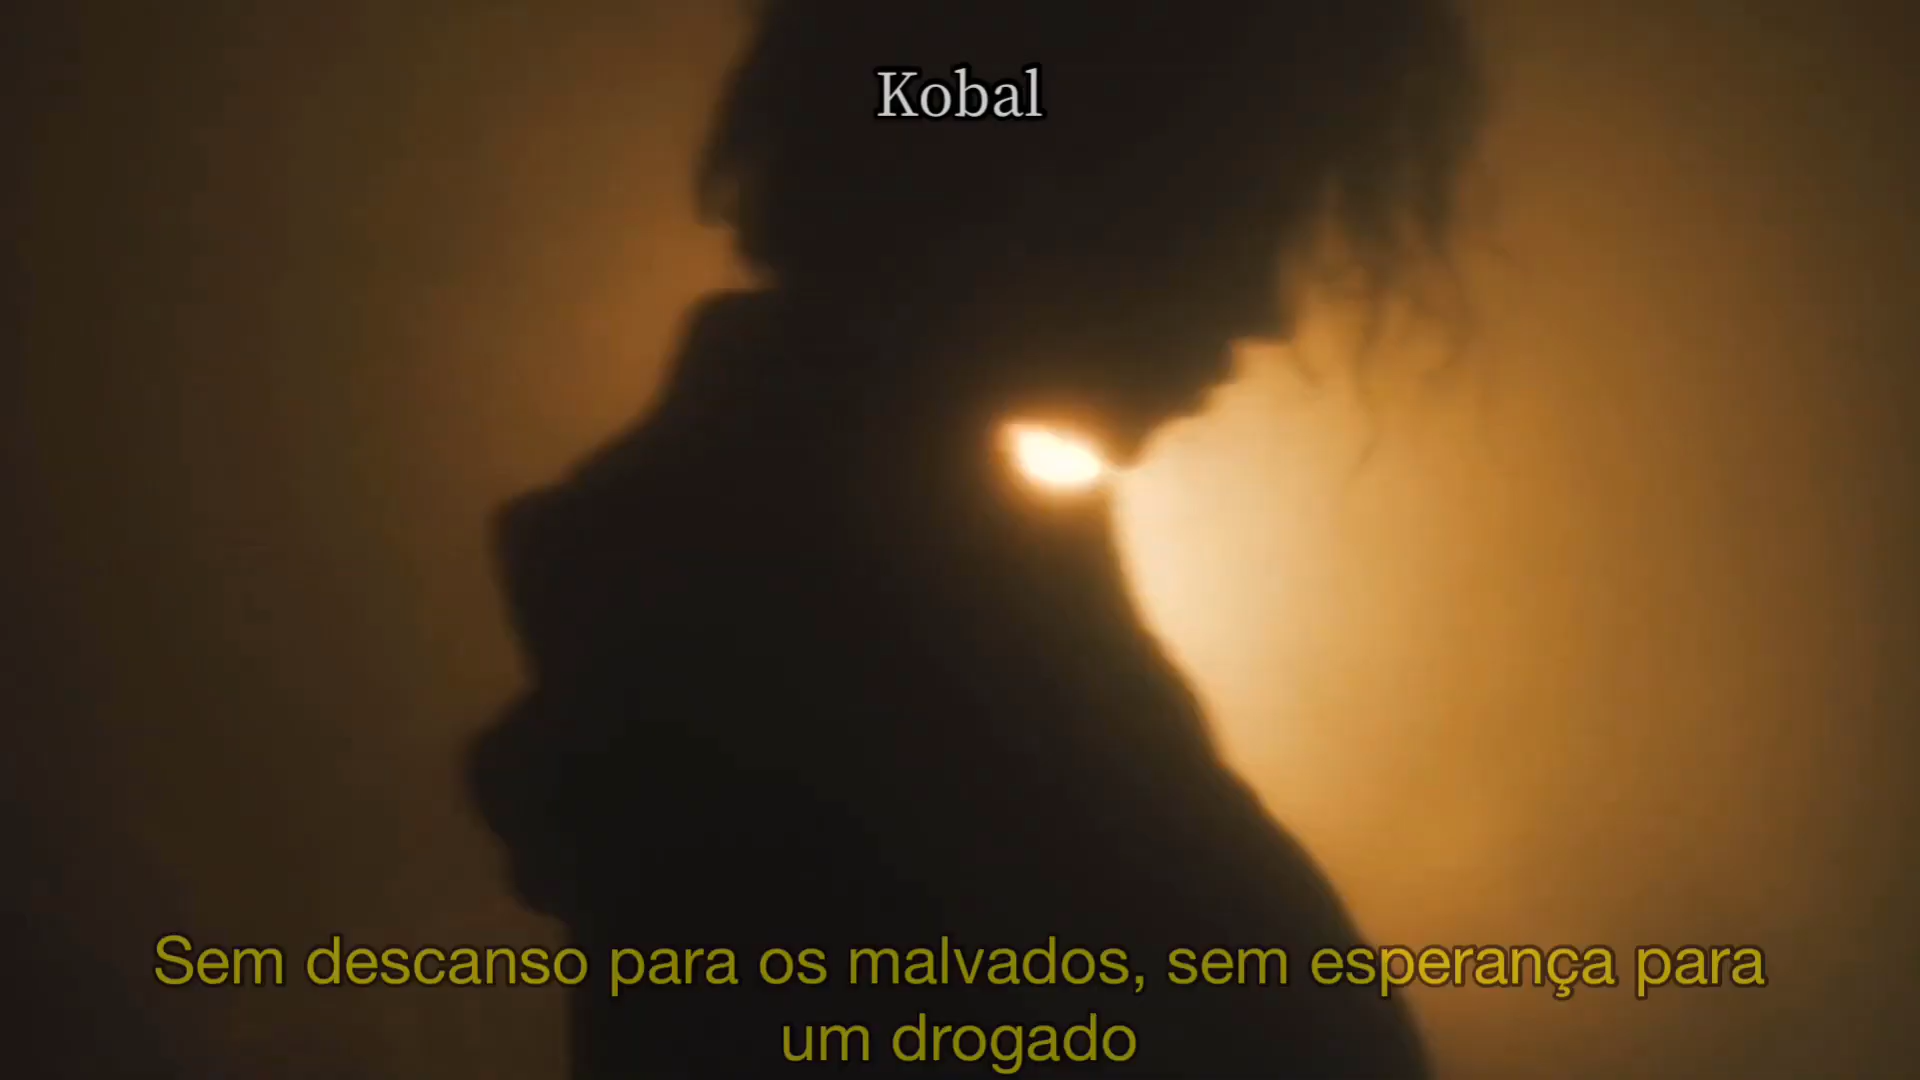 Kobal
Sem descanso para os malvados, sem esperança para
um drogado